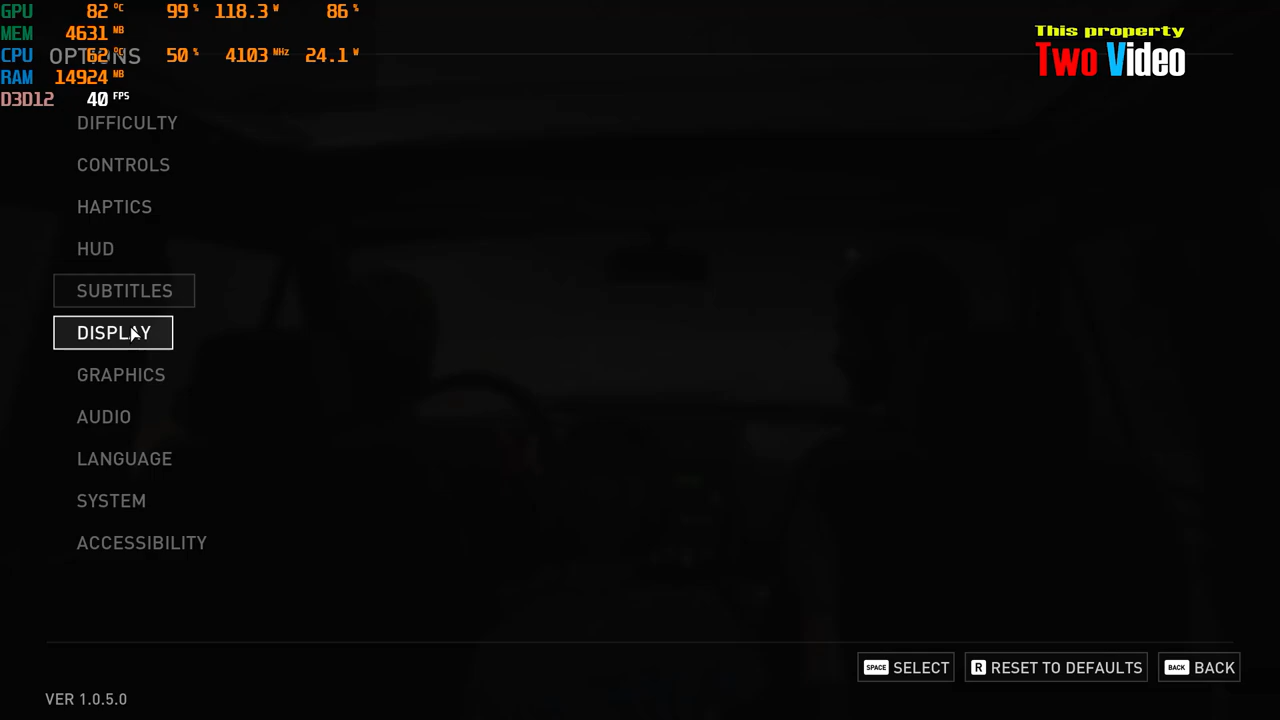 GPU 82 °C 99 % 118.3 W 86 %
MEM 4631 MB
CPU 62 °C 50 % 4103 MHz 24.1 W
OPTIONS
RAM 14924 MB
D3D12 40 FPS
This property
Two Video
DIFFICULTY
CONTROLS
HAPTICS
HUD
SUBTITLES
DISPLAY
GRAPHICS
AUDIO
LANGUAGE
SYSTEM
ACCESSIBILITY
SPACE SELECT R RESET TO DEFAULTS BACK BACK
VER 1.0.5.0